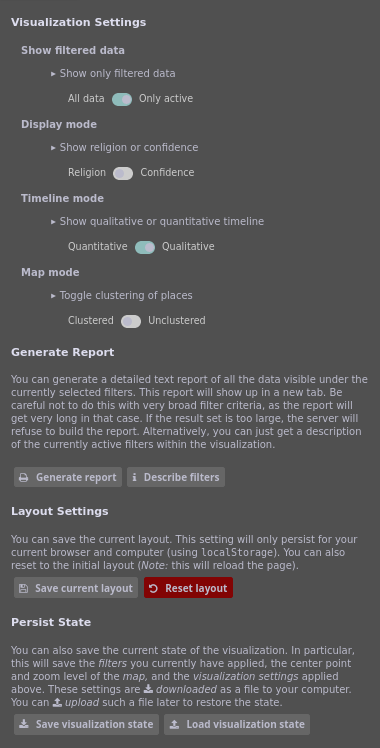 Visualization Settings
Show filtered data
▸ Show only filtered data
All data Only active
Display mode
▸ Show religion or confidence
Religion Confidence
Timeline mode
▸ Show qualitative or quantitative timeline
Quantitative Qualitative
Map mode
▸ Toggle clustering of places
Clustered Unclustered
Generate Report
You can generate a detailed text report of all the data visible under the
currently selected filters. This report will show up in a new tab. Be
careful not to do this with very broad filter criteria, as the report will
get very long in that case. If the result set is too large, the server will
refuse to build the report. Alternatively, you can just get a description
of the currently active filters within the visualization.
Generate report Describe filters
Layout Settings
You can save the current layout. This setting will only persist for your
current browser and computer (using localStorage). You can also
reset to the initial layout (Note: this will reload the page).
Save current layout Reset layout
Persist State
You can also save the current state of the visualization. In particular,
this will save the filters you currently have applied, the center point
and zoom level of the map, and the visualization settings applied
above. These settings are downloaded as a file to your computer.
You can upload such a file later to restore the state.
Save visualization state Load visualization state